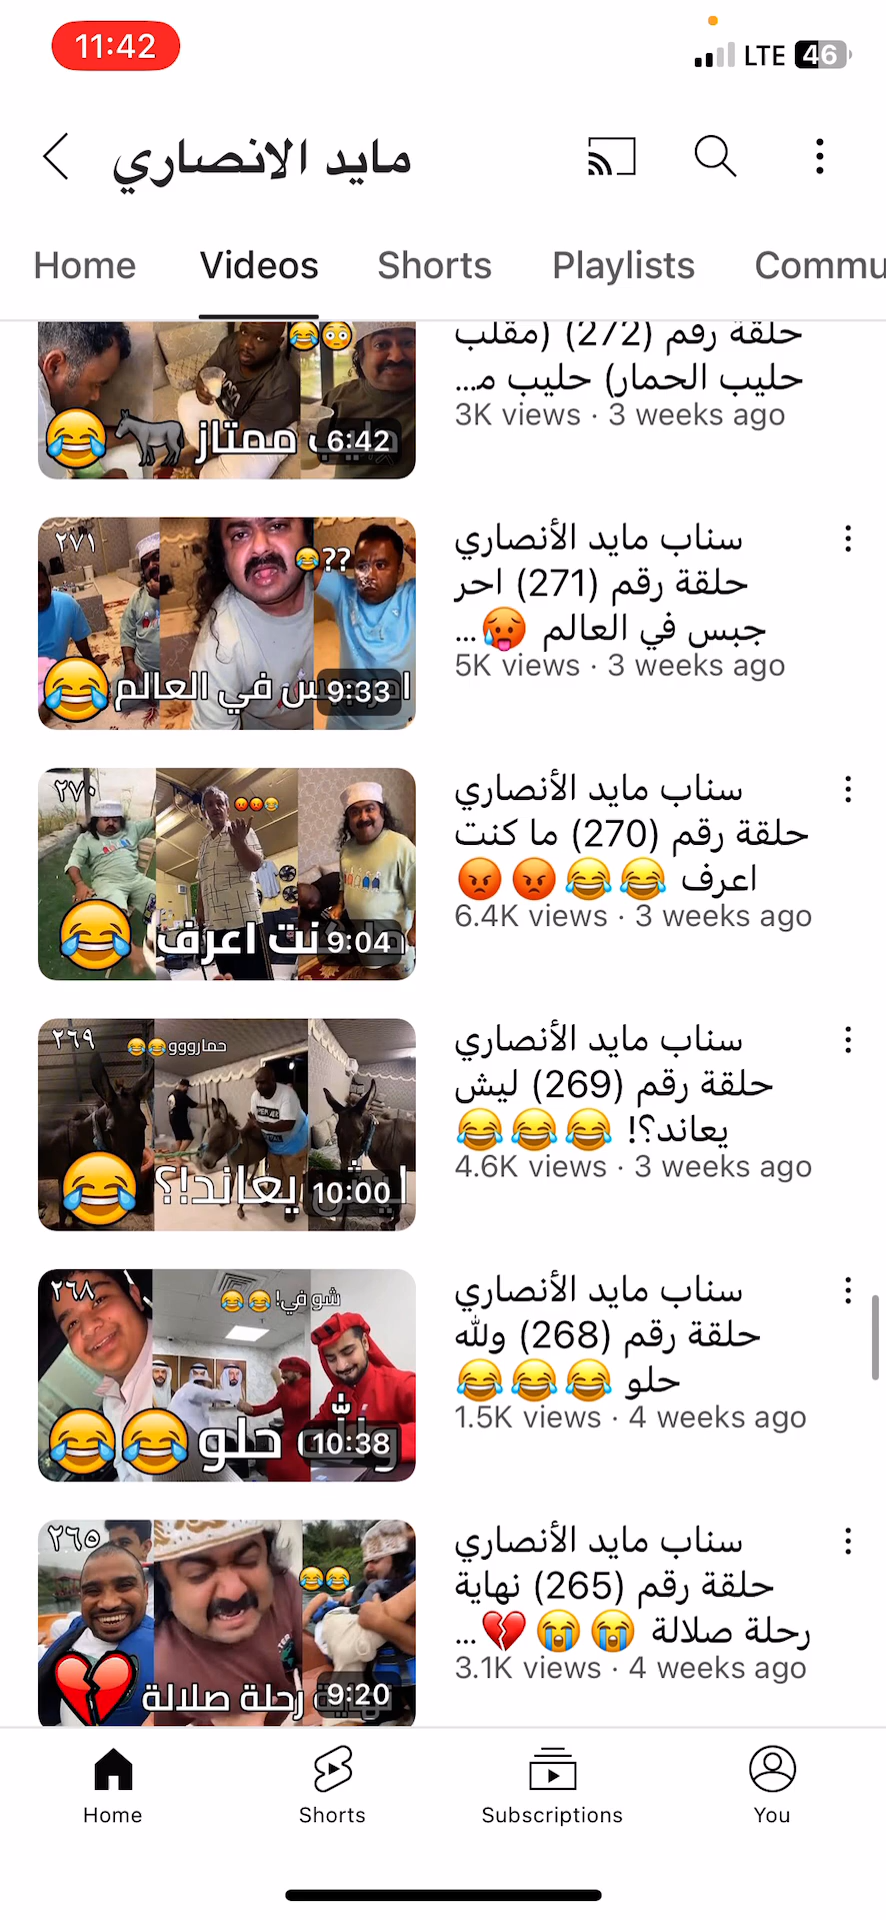 11:42
LTE 46
مايد الانصاري
Home Videos Shorts Playlists Commu
حلقة رقم (272) (مقلب
حليب الحمار) حليب مـ...
3K views · 3 weeks ago
ممتاز
6:42
سناب مايد الأنصاري
حلقة رقم (271) احر
جبس في العالم 🥵...
5K views · 3 weeks ago
٢٧١
😂??
في العالم
9:33
سناب مايد الأنصاري
حلقة رقم (270) ما كنت
اعرف 😂😂😡😡
6.4K views · 3 weeks ago
٢٧٠
اعرف
9:04
سناب مايد الأنصاري
حلقة رقم (269) ليش
يعاند؟! 😂😂😂
4.6K views · 3 weeks ago
٢٦٩
حمارووو😂😂
يعاند!؟
10:00
سناب مايد الأنصاري
حلقة رقم (268) ولله
حلو 😂😂😂
1.5K views · 4 weeks ago
٢٦٨
شو في! 😂😂
ولله حلو
10:38
سناب مايد الأنصاري
حلقة رقم (265) نهاية
رحلة صلالة 😭😭💔...
3.1K views · 4 weeks ago
٢٦٥
رحلة صلالة
9:20
Home Shorts Subscriptions You